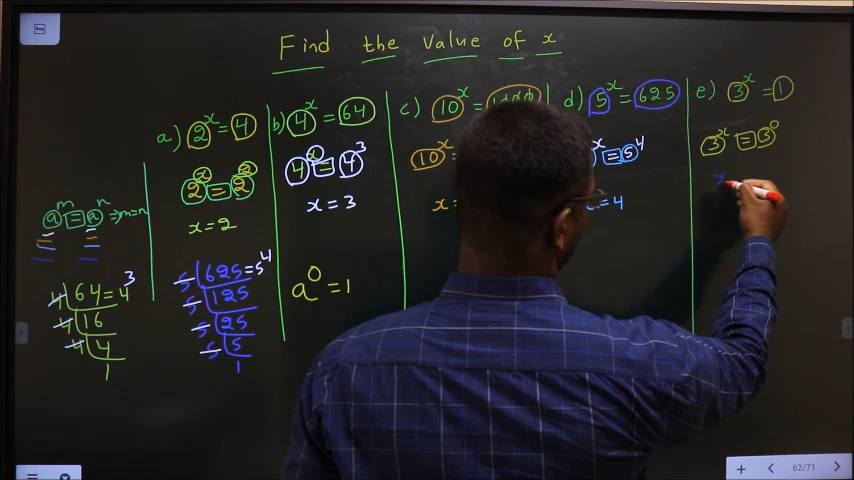 Find the value of x
a) 2^x = 4
2^x = 2^2
x = 2
b) 4^x = 64
4^x = 4^3
x = 3
c) 10^x =
10^x =
x =
d) 5^x = 625
x = 5^4
= 4
e) 3^x = 1
3^x = 3^0
x
a^m = a^n ⇒ m = n
4 | 64 = 4^3
4 | 16
4 | 4
1
5 | 625 = 5^4
5 | 125
5 | 25
5 | 5
1
a^0 = 1
62/71